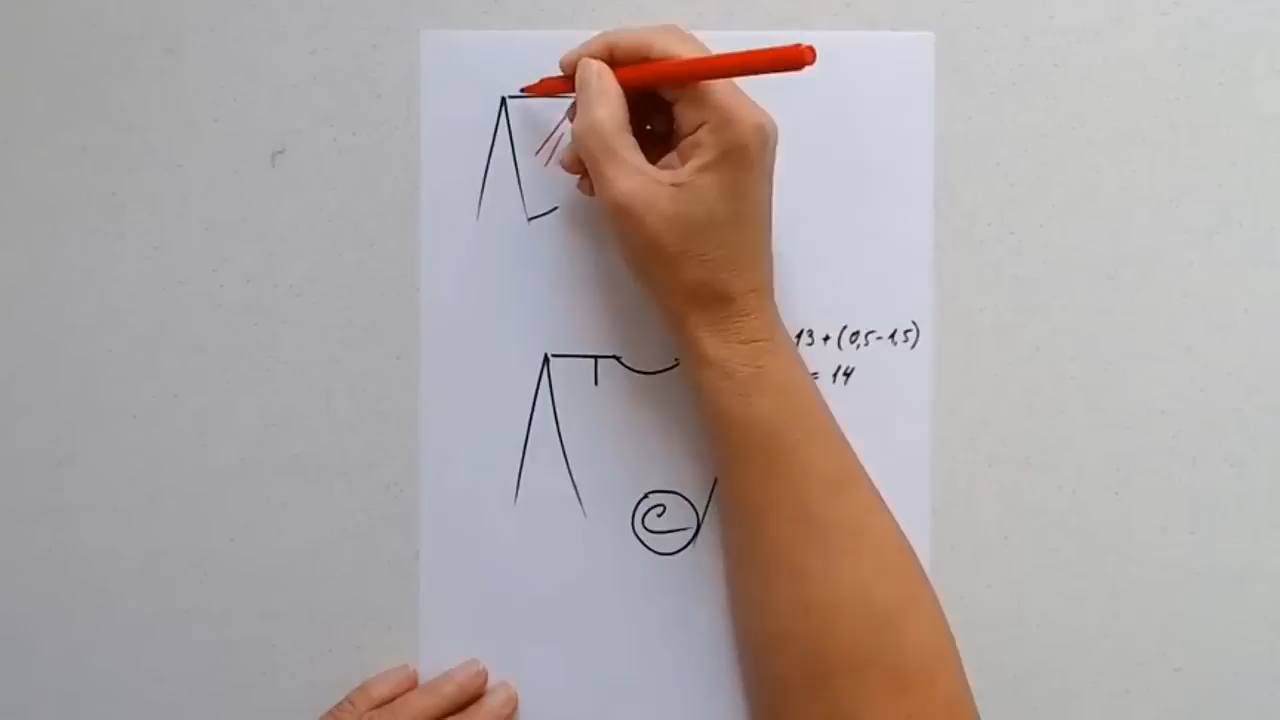 13 + (0,5 - 1,5)
= 14